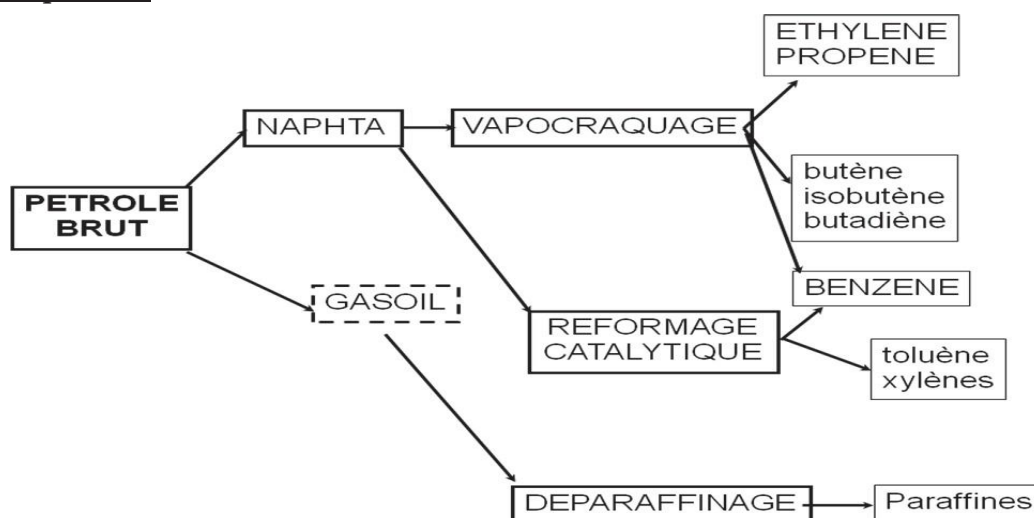 ETHYLENE
PROPENE
NAPHTA
VAPOCRAQUAGE
butène
isobutène
butadiène
PETROLE
BRUT
BENZENE
GASOIL
REFORMAGE
CATALYTIQUE
toluène
xylènes
DEPARAFFINAGE
Paraffines